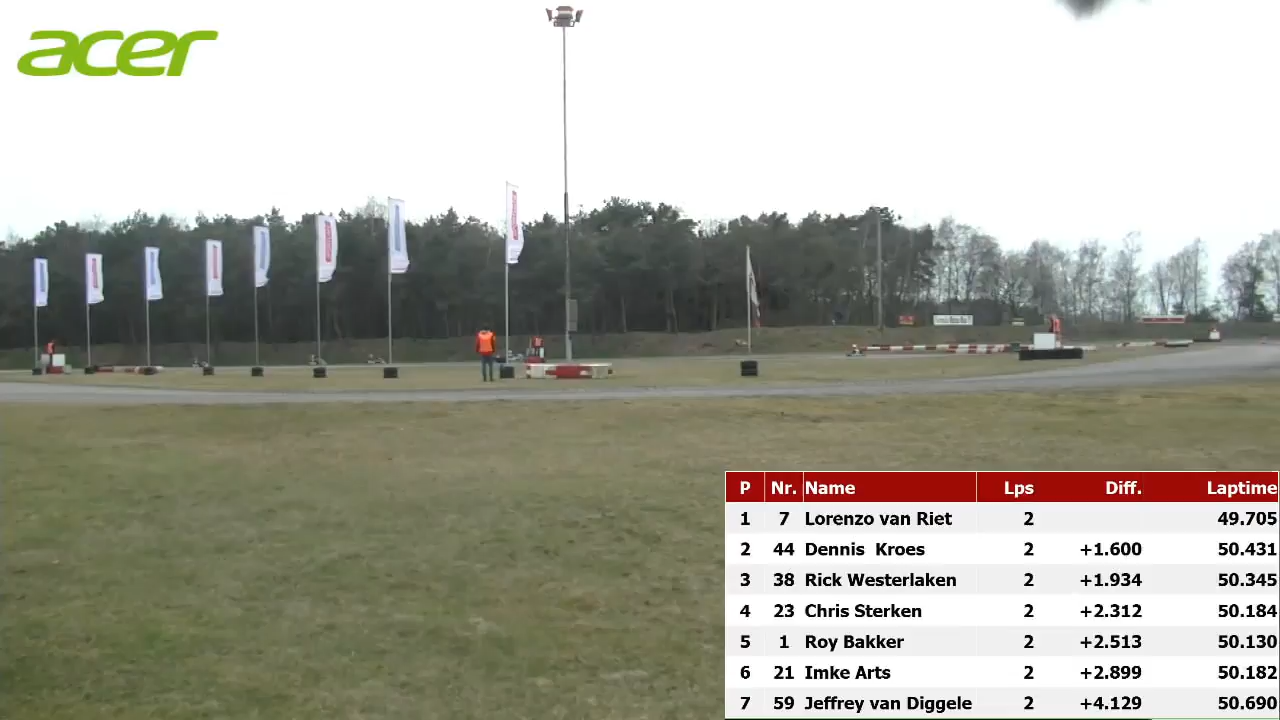 acer
P Nr. Name Lps Diff. Laptime
1 7 Lorenzo van Riet 2 49.705
2 44 Dennis Kroes 2 +1.600 50.431
3 38 Rick Westerlaken 2 +1.934 50.345
4 23 Chris Sterken 2 +2.312 50.184
5 1 Roy Bakker 2 +2.513 50.130
6 21 Imke Arts 2 +2.899 50.182
7 59 Jeffrey van Diggele 2 +4.129 50.690